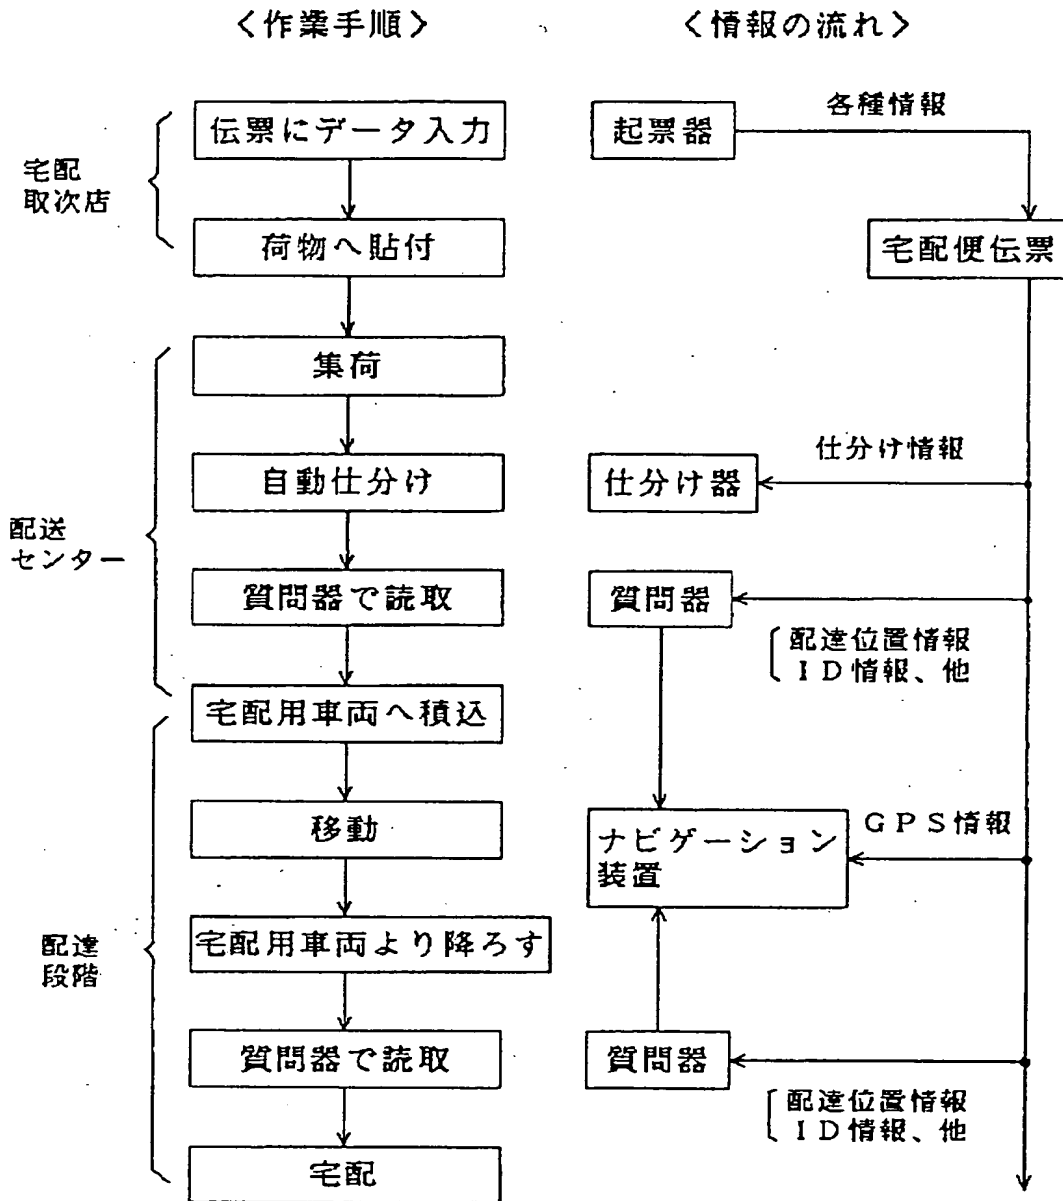 <作業手順>
<情報の流れ>
伝票にデータ入力
起票器
各種情報
宅配
取次店
荷物へ貼付
宅配便伝票
集荷
自動仕分け
仕分け器
仕分け情報
配送
センター
質問器で読取
質問器
配達位置情報
ID情報、他
宅配用車両へ積込
移動
ナビゲーション
装置
GPS情報
配達
段階
宅配用車両より降ろす
質問器で読取
質問器
配達位置情報
ID情報、他
宅配